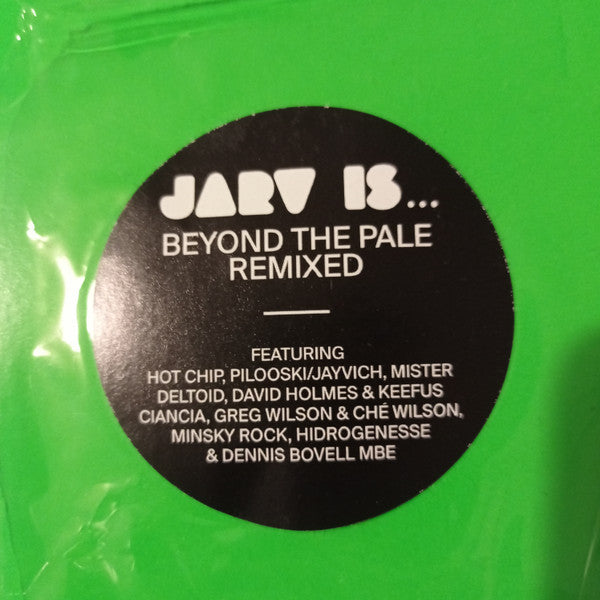 JARV IS...
BEYOND THE PALE
REMIXED
FEATURING
HOT CHIP, PILOOSKI/JAYVICH, MISTER
DELTOID, DAVID HOLMES & KEEFUS
CIANCIA, GREG WILSON & CHÉ WILSON,
MINSKY ROCK, HIDROGENESSE
& DENNIS BOVELL MBE